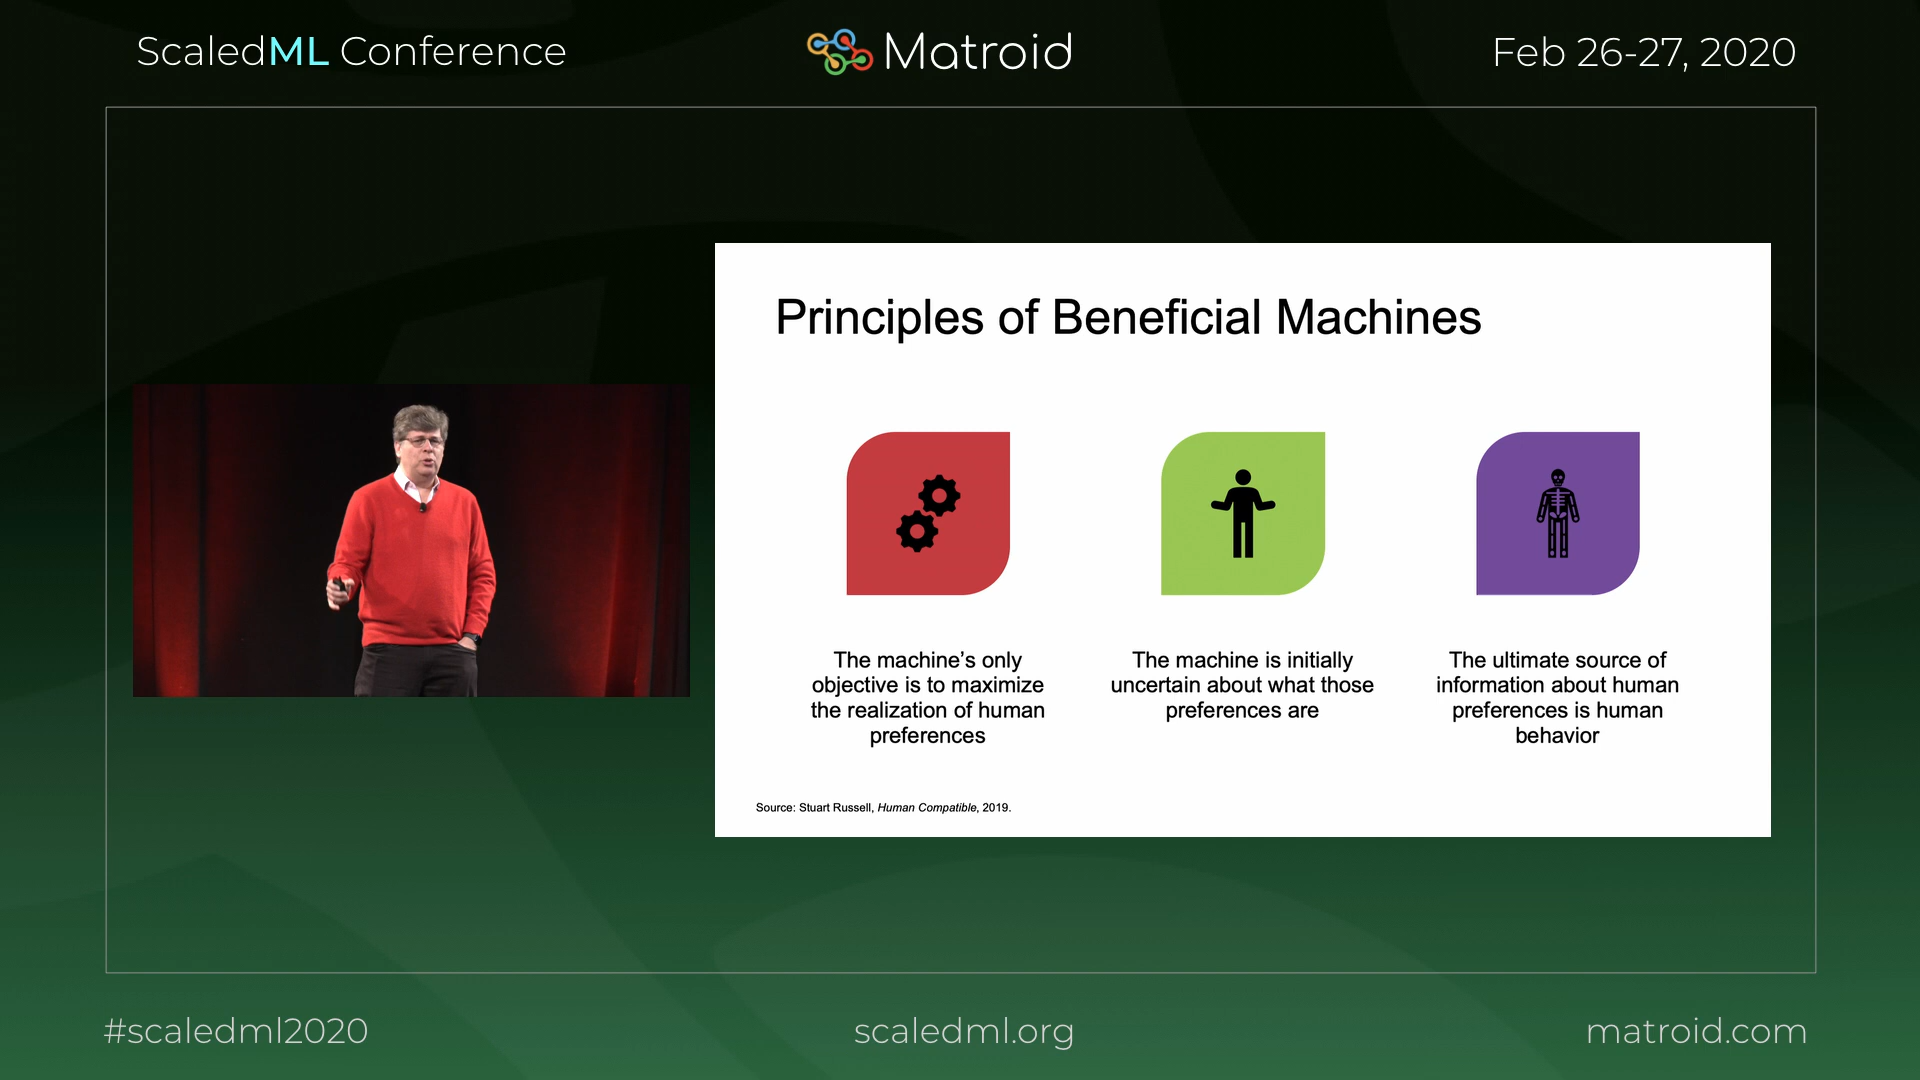 ScaledML Conference
Matroid
Feb 26-27, 2020
Principles of Beneficial Machines
The machine's only
objective is to maximize
the realization of human
preferences
The machine is initially
uncertain about what those
preferences are
The ultimate source of
information about human
preferences is human
behavior
Source: Stuart Russell, Human Compatible, 2019.
#scaledml2020
scaledml.org
matroid.com